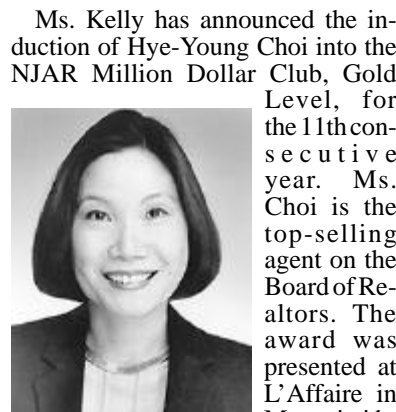 Ms. Kelly has announced the in-
duction of Hye-Young Choi into the
NJAR Million Dollar Club, Gold
Level, for
the 11th con-
secutive
year. Ms.
Choi is the
top-selling
agent on the
Board of Re-
altors. The
award was
presented at
L'Affaire in